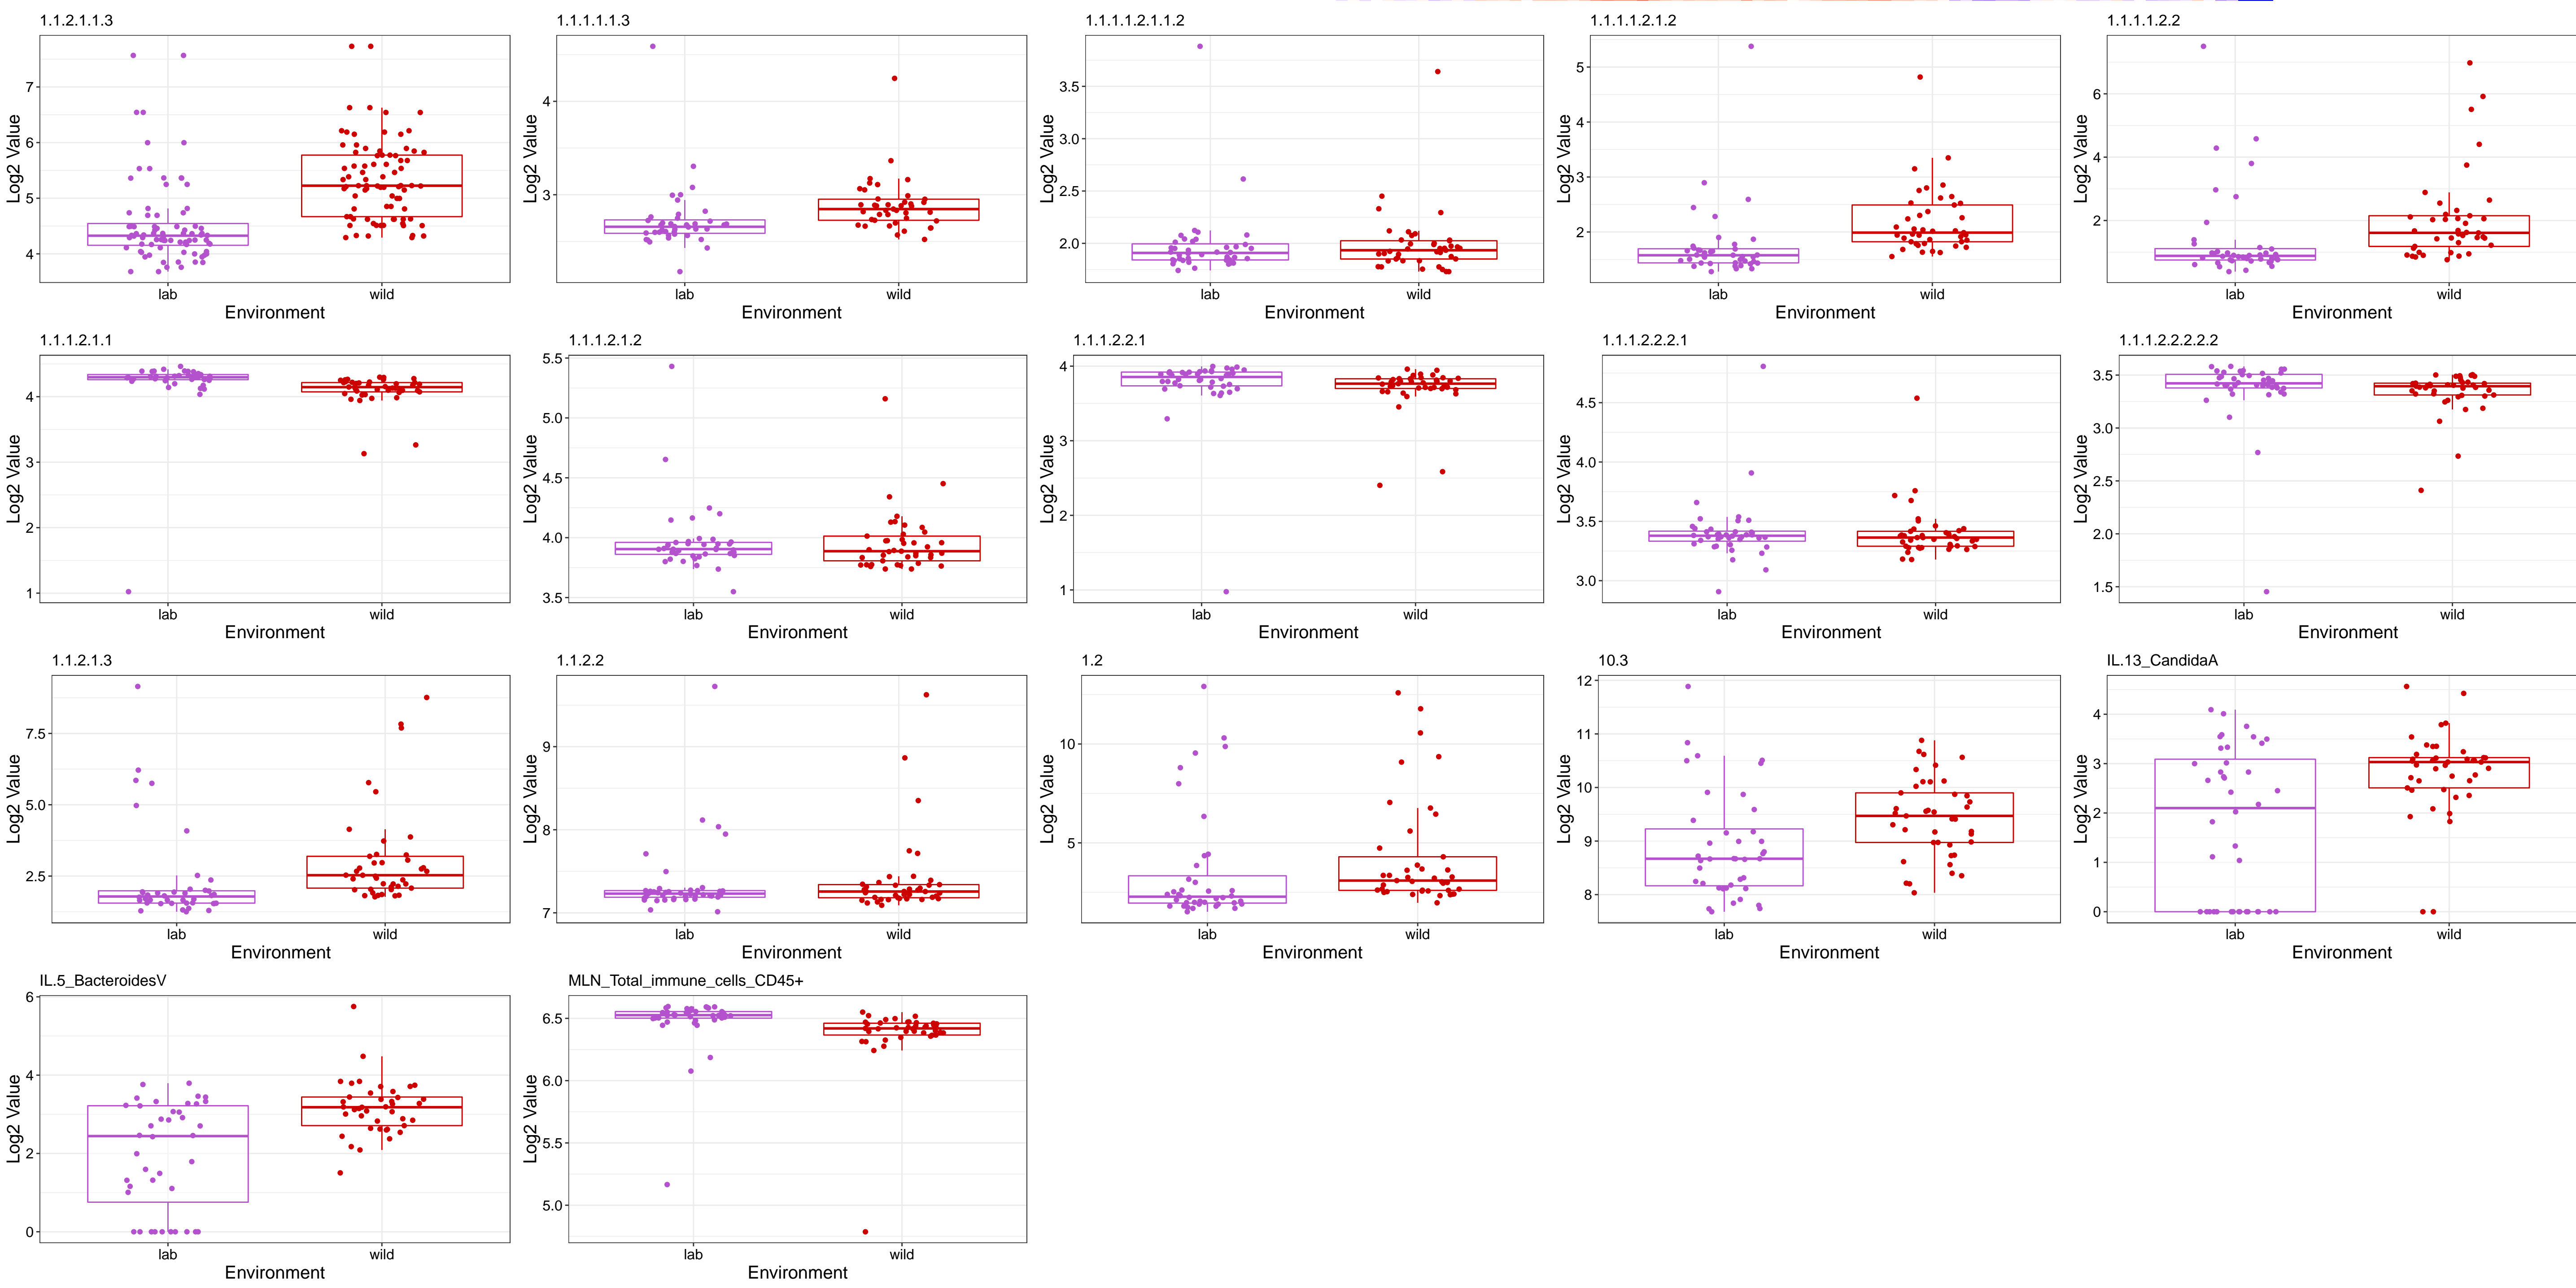 1.1.2.1.1.3
Log2 Value
7
6
5
4
lab
wild
Environment
1.1.1.1.1.3
Log2 Value
4
3
lab
wild
Environment
1.1.1.1.2.1.1.2
Log2 Value
3.5
3.0
2.5
2.0
lab
wild
Environment
1.1.1.1.2.1.2
Log2 Value
5
4
3
2
lab
wild
Environment
1.1.1.1.2.2
Log2 Value
6
4
2
lab
wild
Environment
1.1.1.2.1.1
Log2 Value
4
3
2
1
lab
wild
Environment
1.1.1.2.1.2
Log2 Value
5.5
5.0
4.5
4.0
3.5
lab
wild
Environment
1.1.1.2.2.1
Log2 Value
4
3
2
1
lab
wild
Environment
1.1.1.2.2.2.1
Log2 Value
4.5
4.0
3.5
3.0
lab
wild
Environment
1.1.1.2.2.2.2.2
Log2 Value
3.5
3.0
2.5
2.0
1.5
lab
wild
Environment
1.1.2.1.3
Log2 Value
7.5
5.0
2.5
lab
wild
Environment
1.1.2.2
Log2 Value
9
8
7
lab
wild
Environment
1.2
Log2 Value
10
5
lab
wild
Environment
10.3
Log2 Value
12
11
10
9
8
lab
wild
Environment
IL.13_CandidaA
Log2 Value
4
3
2
1
0
lab
wild
Environment
IL.5_BacteroidesV
Log2 Value
6
4
2
0
lab
wild
Environment
MLN_Total_immune_cells_CD45+
Log2 Value
6.5
6.0
5.5
5.0
lab
wild
Environment